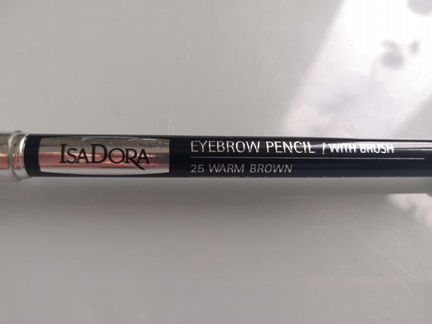 ISADORA
EYEBROW PENCIL / WITH BRUSH
25 WARM BROWN